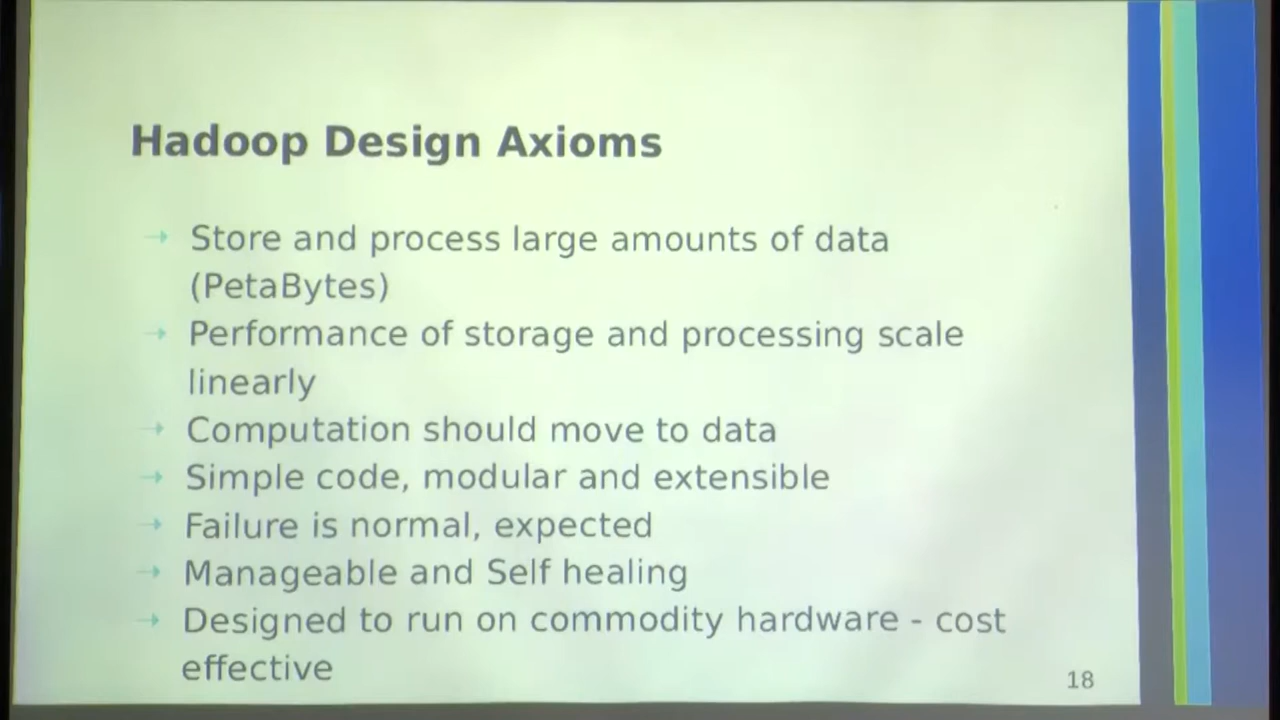 Hadoop Design Axioms
→ Store and process large amounts of data
(PetaBytes)
→ Performance of storage and processing scale
linearly
→ Computation should move to data
→ Simple code, modular and extensible
→ Failure is normal, expected
→ Manageable and Self healing
→ Designed to run on commodity hardware - cost
effective
18